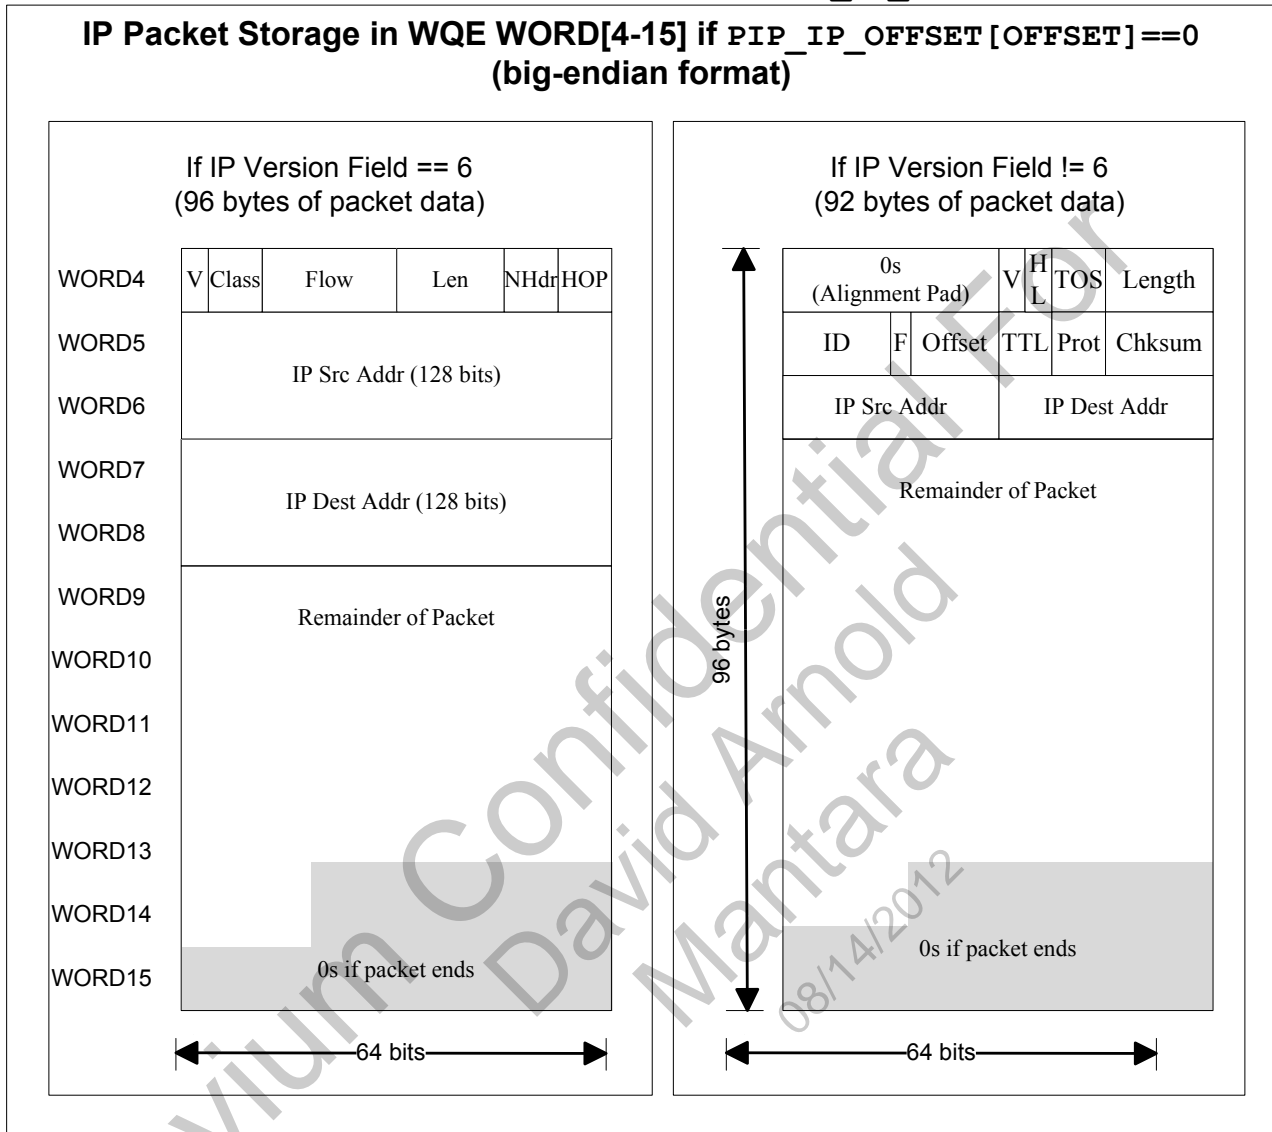 IP Packet Storage in WQE WORD[4-15] if PIP_IP_OFFSET[OFFSET]==0
(big-endian format)
If IP Version Field == 6
(96 bytes of packet data)
WORD4
V Class Flow Len NHdr HOP
WORD5
IP Src Addr (128 bits)
WORD6
WORD7
IP Dest Addr (128 bits)
WORD8
WORD9
Remainder of Packet
WORD10
WORD11
WORD12
WORD13
WORD14
0s if packet ends
WORD15
64 bits
If IP Version Field != 6
(92 bytes of packet data)
0s
(Alignment Pad)
V HL TOS Length
ID F Offset TTL Prot Chksum
IP Src Addr IP Dest Addr
Remainder of Packet
96 bytes
0s if packet ends
64 bits
Confidential For
David Arnold
Mantara
08/14/2012